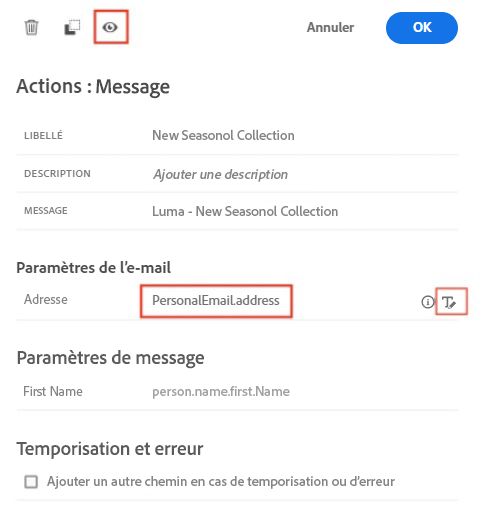 Annuler OK
Actions : Message
LIBELLÉ New Seasonol Collection
DESCRIPTION Ajouter une description
MESSAGE Luma - New Seasonol Collection
Paramètres de l’e-mail
Adresse PersonalEmail.address
Paramètres de message
First Name person.name.first.Name
Temporisation et erreur
Ajouter un autre chemin en cas de temporisation ou d’erreur